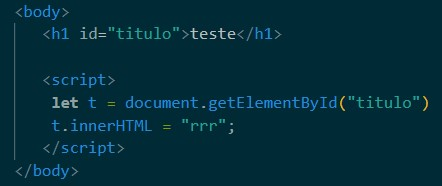 <body>
<h1 id="titulo">teste</h1>
<script>
let t = document.getElementById("titulo")
t.innerHTML = "rrr";
</script>
</body>